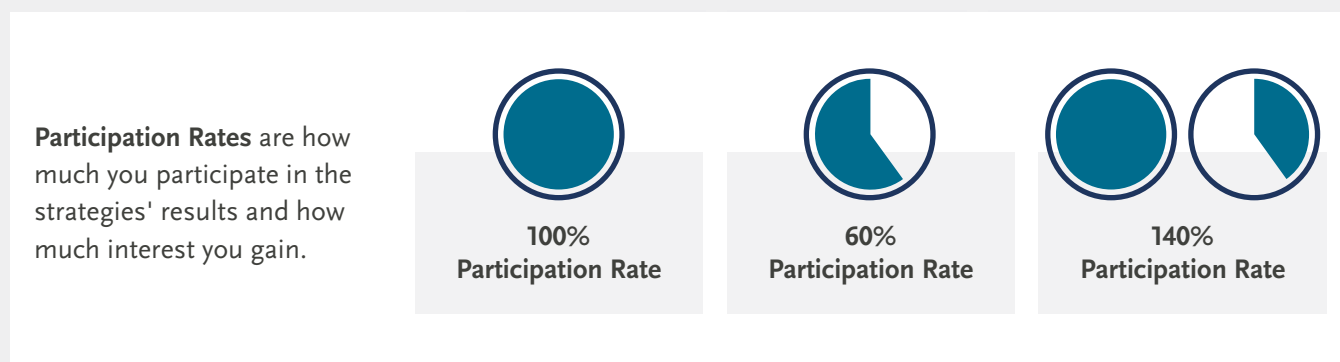 Participation Rates are how
much you participate in the
strategies' results and how
much interest you gain.
100%
Participation Rate
60%
Participation Rate
140%
Participation Rate